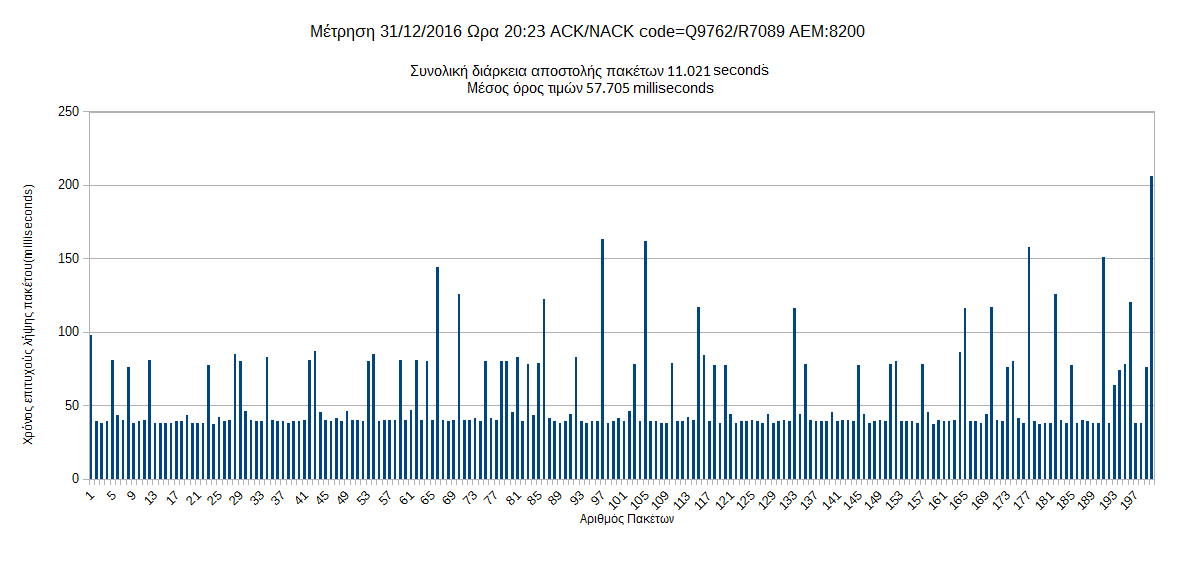 Μέτρηση 31/12/2016 Ωρα 20:23 ACK/NACK code=Q9762/R7089 ΑΕΜ:8200
Συνολική διάρκεια αποστολής πακέτων 11.021 seconds
Μέσος όρος τιμών 57.705 milliseconds
Χρόνος επιτυχούς λήψης πακέτου(milliseconds)
250
200
150
100
50
0
1 5 9 13 17 21 25 29 33 37 41 45 49 53 57 61 65 69 73 77 81 85 89 93 97 101 105 109 113 117 121 125 129 133 137 141 145 149 153 157 161 165 169 173 177 181 185 189 193 197
Αριθμός Πακέτων